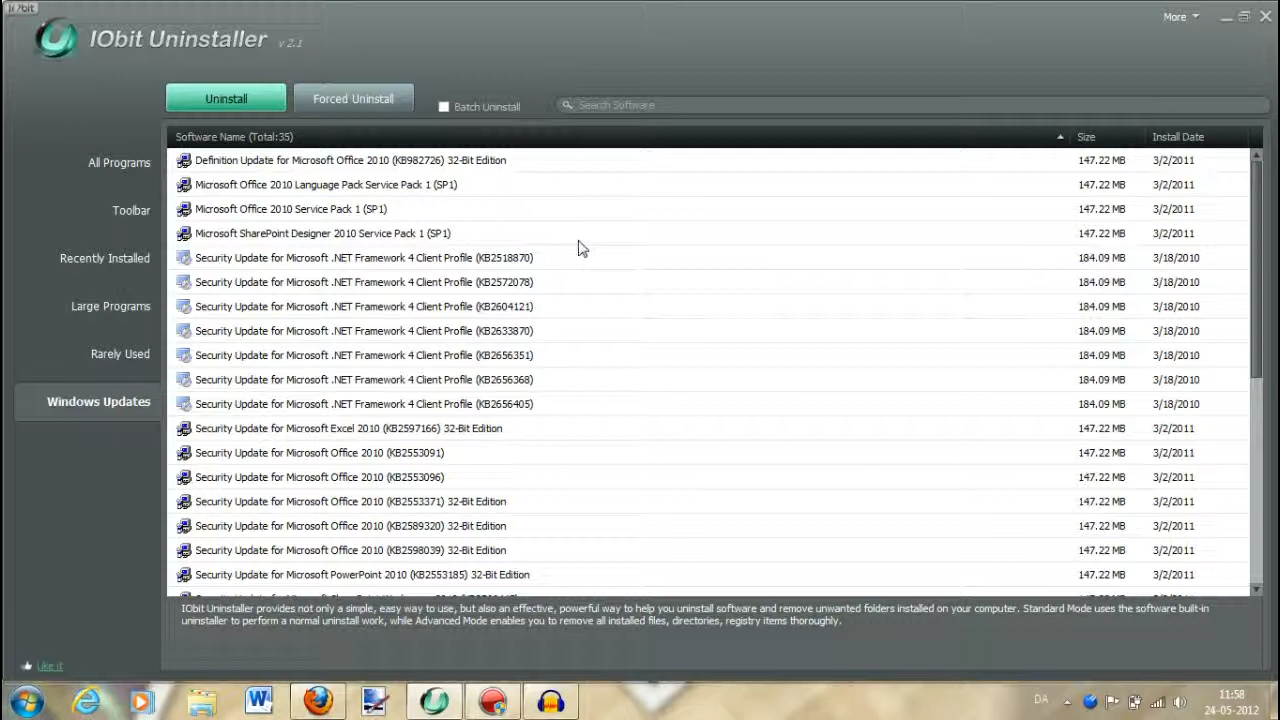 IObit
IObit Uninstaller v 2.1
More
Uninstall
Forced Uninstall
Batch Uninstall
Search Software
Software Name (Total:35) Size Install Date
All Programs
Toolbar
Recently Installed
Large Programs
Rarely Used
Windows Updates
Definition Update for Microsoft Office 2010 (KB982726) 32-Bit Edition 147.22 MB 3/2/2011
Microsoft Office 2010 Language Pack Service Pack 1 (SP1) 147.22 MB 3/2/2011
Microsoft Office 2010 Service Pack 1 (SP1) 147.22 MB 3/2/2011
Microsoft SharePoint Designer 2010 Service Pack 1 (SP1) 147.22 MB 3/2/2011
Security Update for Microsoft .NET Framework 4 Client Profile (KB2518870) 184.09 MB 3/18/2010
Security Update for Microsoft .NET Framework 4 Client Profile (KB2572078) 184.09 MB 3/18/2010
Security Update for Microsoft .NET Framework 4 Client Profile (KB2604121) 184.09 MB 3/18/2010
Security Update for Microsoft .NET Framework 4 Client Profile (KB2633870) 184.09 MB 3/18/2010
Security Update for Microsoft .NET Framework 4 Client Profile (KB2656351) 184.09 MB 3/18/2010
Security Update for Microsoft .NET Framework 4 Client Profile (KB2656368) 184.09 MB 3/18/2010
Security Update for Microsoft .NET Framework 4 Client Profile (KB2656405) 184.09 MB 3/18/2010
Security Update for Microsoft Excel 2010 (KB2597166) 32-Bit Edition 147.22 MB 3/2/2011
Security Update for Microsoft Office 2010 (KB2553091) 147.22 MB 3/2/2011
Security Update for Microsoft Office 2010 (KB2553096) 147.22 MB 3/2/2011
Security Update for Microsoft Office 2010 (KB2553371) 32-Bit Edition 147.22 MB 3/2/2011
Security Update for Microsoft Office 2010 (KB2589320) 32-Bit Edition 147.22 MB 3/2/2011
Security Update for Microsoft Office 2010 (KB2598039) 32-Bit Edition 147.22 MB 3/2/2011
Security Update for Microsoft PowerPoint 2010 (KB2553185) 32-Bit Edition 147.22 MB 3/2/2011
IObit Uninstaller provides not only a simple, easy way to use, but also an effective, powerful way to help you uninstall software and remove unwanted folders installed on your computer. Standard Mode uses the software built-in
uninstaller to perform a normal uninstall work, while Advanced Mode enables you to remove all installed files, directories, registry items thoroughly.
Like it
DA
11:58
24-05-2012